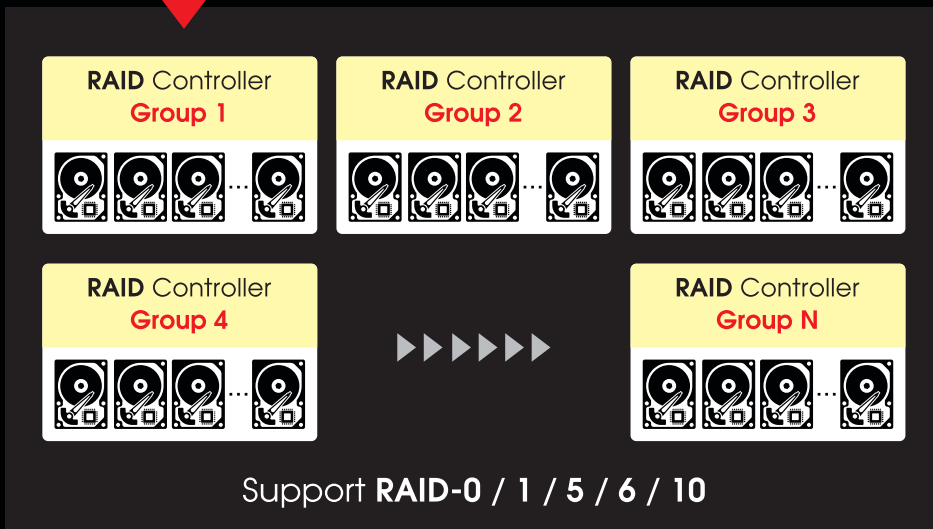 RAID Controller
Group 1
RAID Controller
Group 2
RAID Controller
Group 3
...
...
...
RAID Controller
Group 4
RAID Controller
Group N
...
...
Support RAID-0 / 1 / 5 / 6 / 10